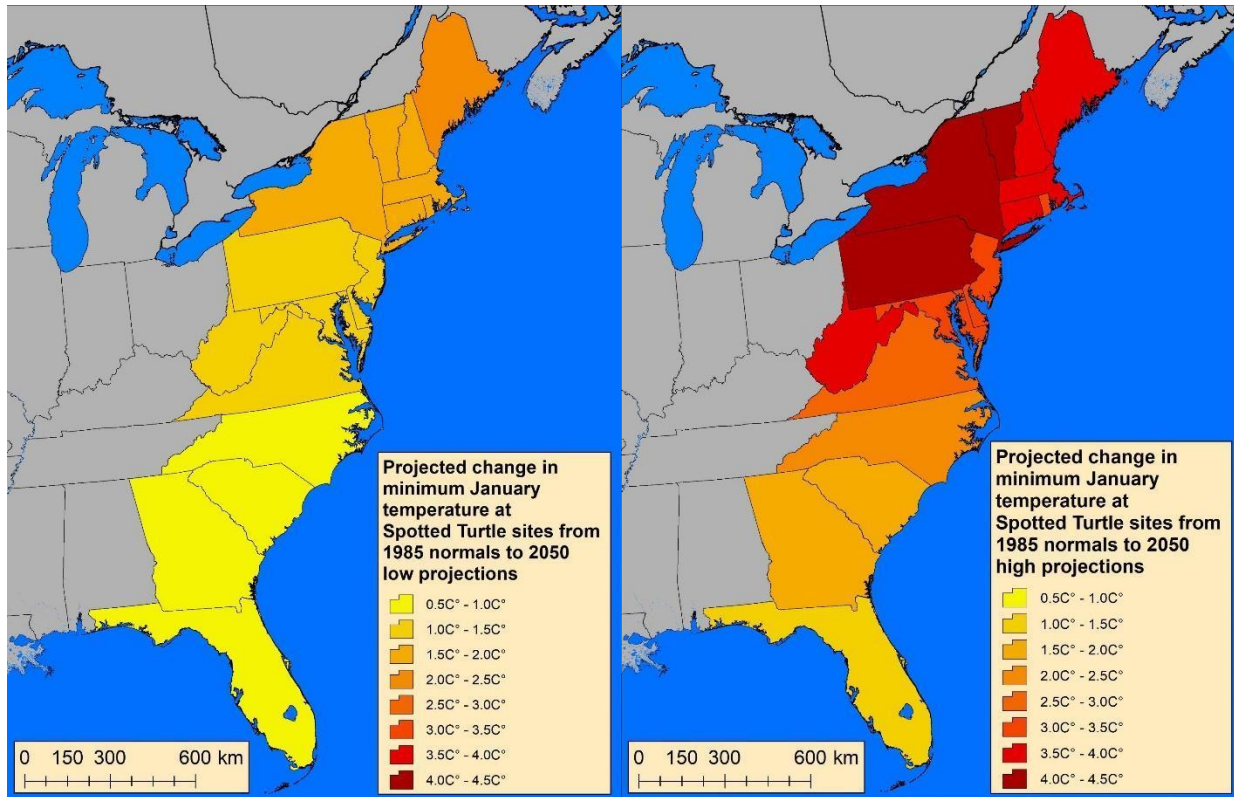 Projected change in
minimum January
temperature at
Spotted Turtle sites from
1985 normals to 2050
low projections
0.5C° - 1.0C°
1.0C° - 1.5C°
1.5C° - 2.0C°
2.0C° - 2.5C°
2.5C° - 3.0C°
3.0C° - 3.5C°
3.5C° - 4.0C°
4.0C° - 4.5C°
0 150 300 600 km
Projected change in
minimum January
temperature at
Spotted Turtle sites from
1985 normals to 2050
high projections
0.5C° - 1.0C°
1.0C° - 1.5C°
1.5C° - 2.0C°
2.0C° - 2.5C°
2.5C° - 3.0C°
3.0C° - 3.5C°
3.5C° - 4.0C°
4.0C° - 4.5C°
0 150 300 600 km